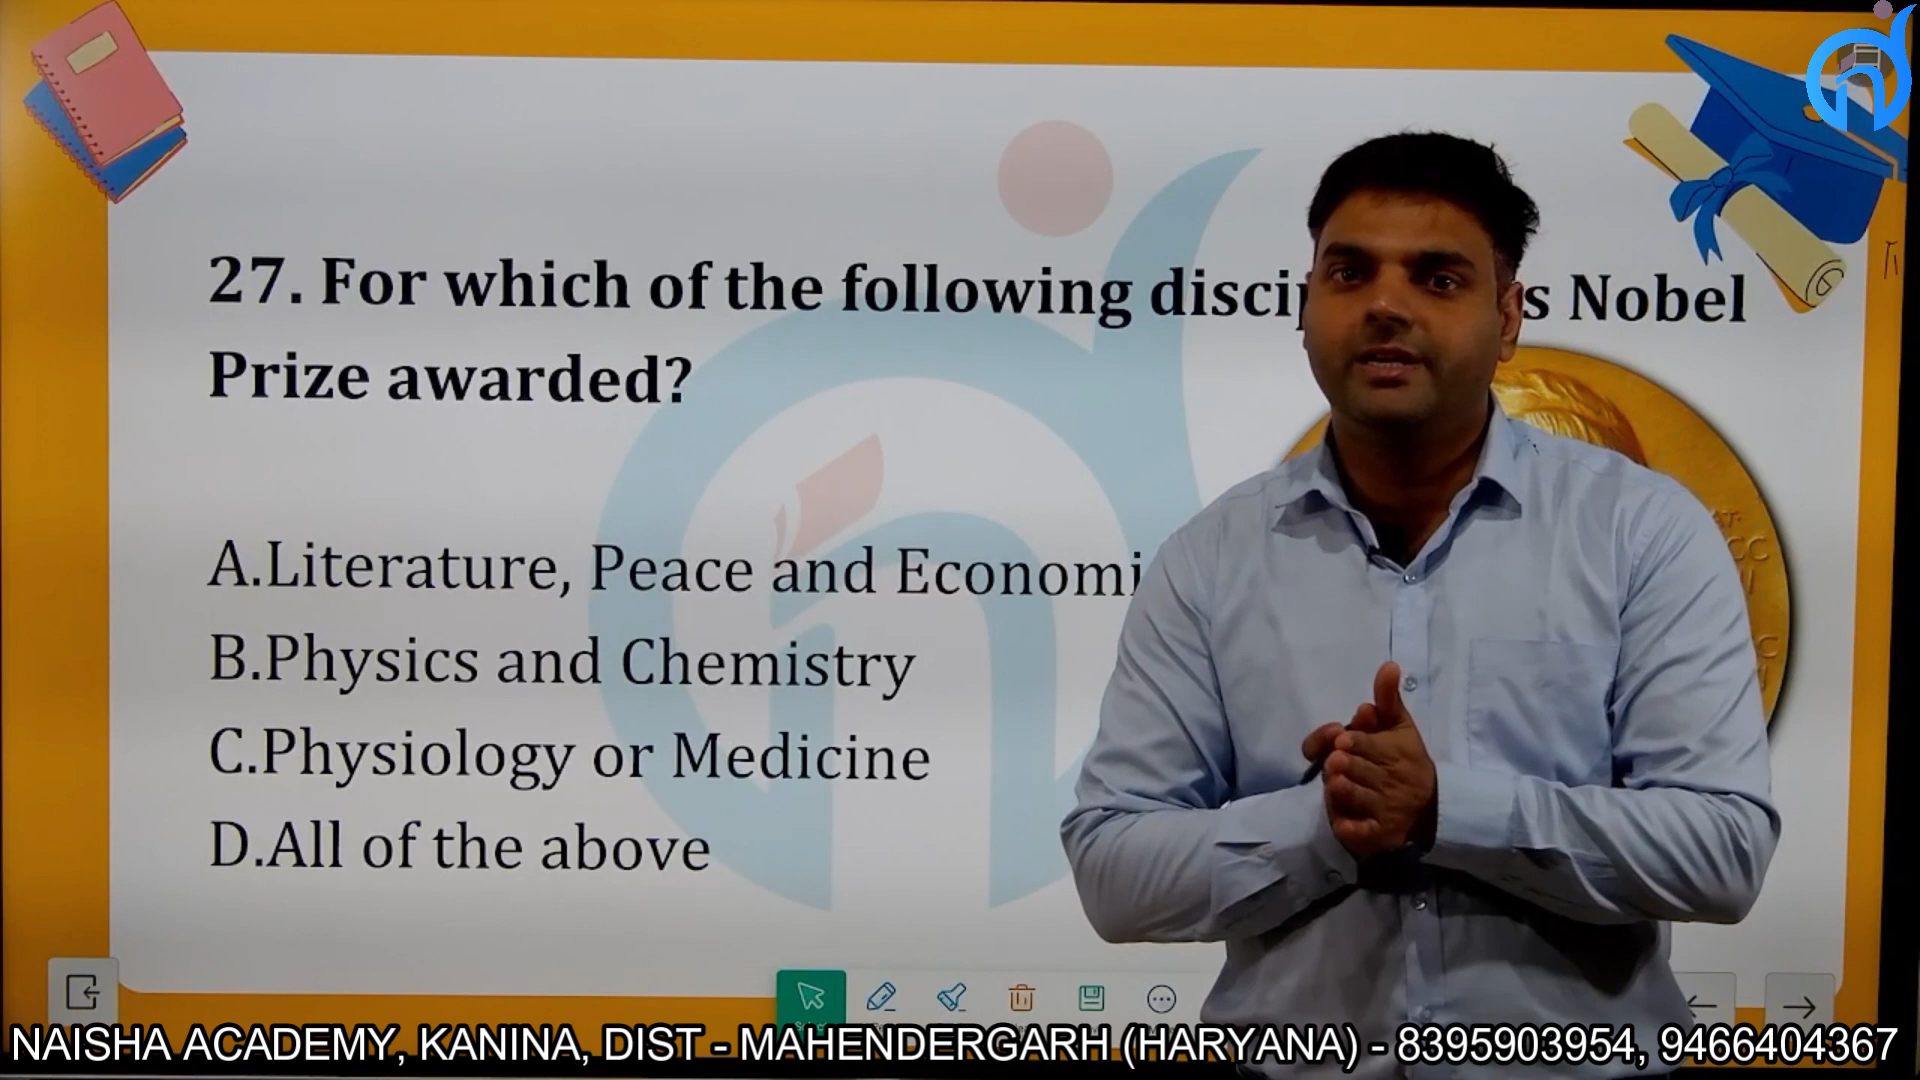 27. For which of the following discip s Nobel
Prize awarded?
A.Literature, Peace and Economi
B.Physics and Chemistry
C.Physiology or Medicine
D.All of the above
NAISHA ACADEMY, KANINA, DIST - MAHENDERGARH (HARYANA) - 8395903954, 9466404367